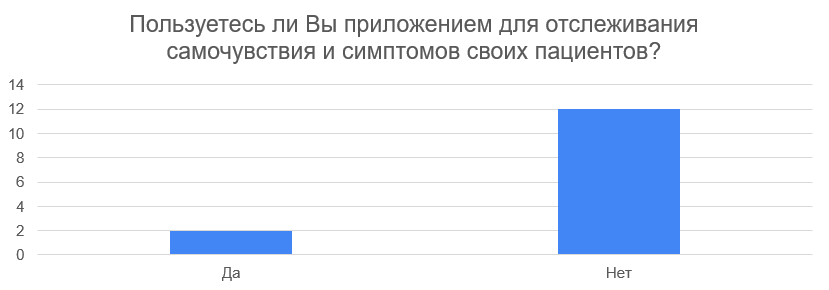 Пользуетесь ли Вы приложением для отслеживания
самочувствия и симптомов своих пациентов?
14
12
10
8
6
4
2
0
Да
Нет